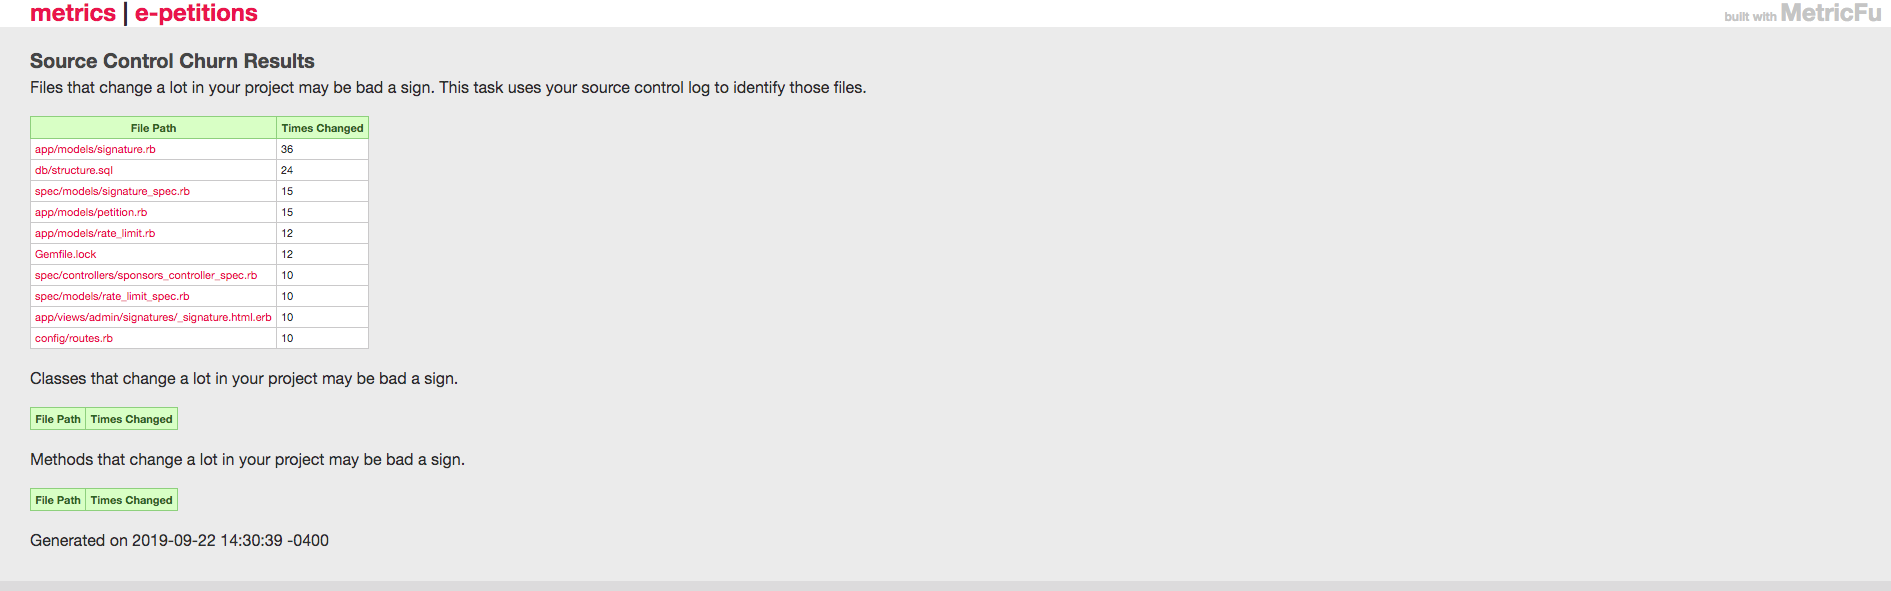 metrics | e-petitions
built with MetricFu
Source Control Churn Results
Files that change a lot in your project may be bad a sign. This task uses your source control log to identify those files.
File Path Times Changed
app/models/signature.rb 36
db/structure.sql 24
spec/models/signature_spec.rb 15
app/models/petition.rb 15
app/models/rate_limit.rb 12
Gemfile.lock 12
spec/controllers/sponsors_controller_spec.rb 10
spec/models/rate_limit_spec.rb 10
app/views/admin/signatures/_signature.html.erb 10
config/routes.rb 10
Classes that change a lot in your project may be bad a sign.
File Path Times Changed
Methods that change a lot in your project may be bad a sign.
File Path Times Changed
Generated on 2019-09-22 14:30:39 -0400